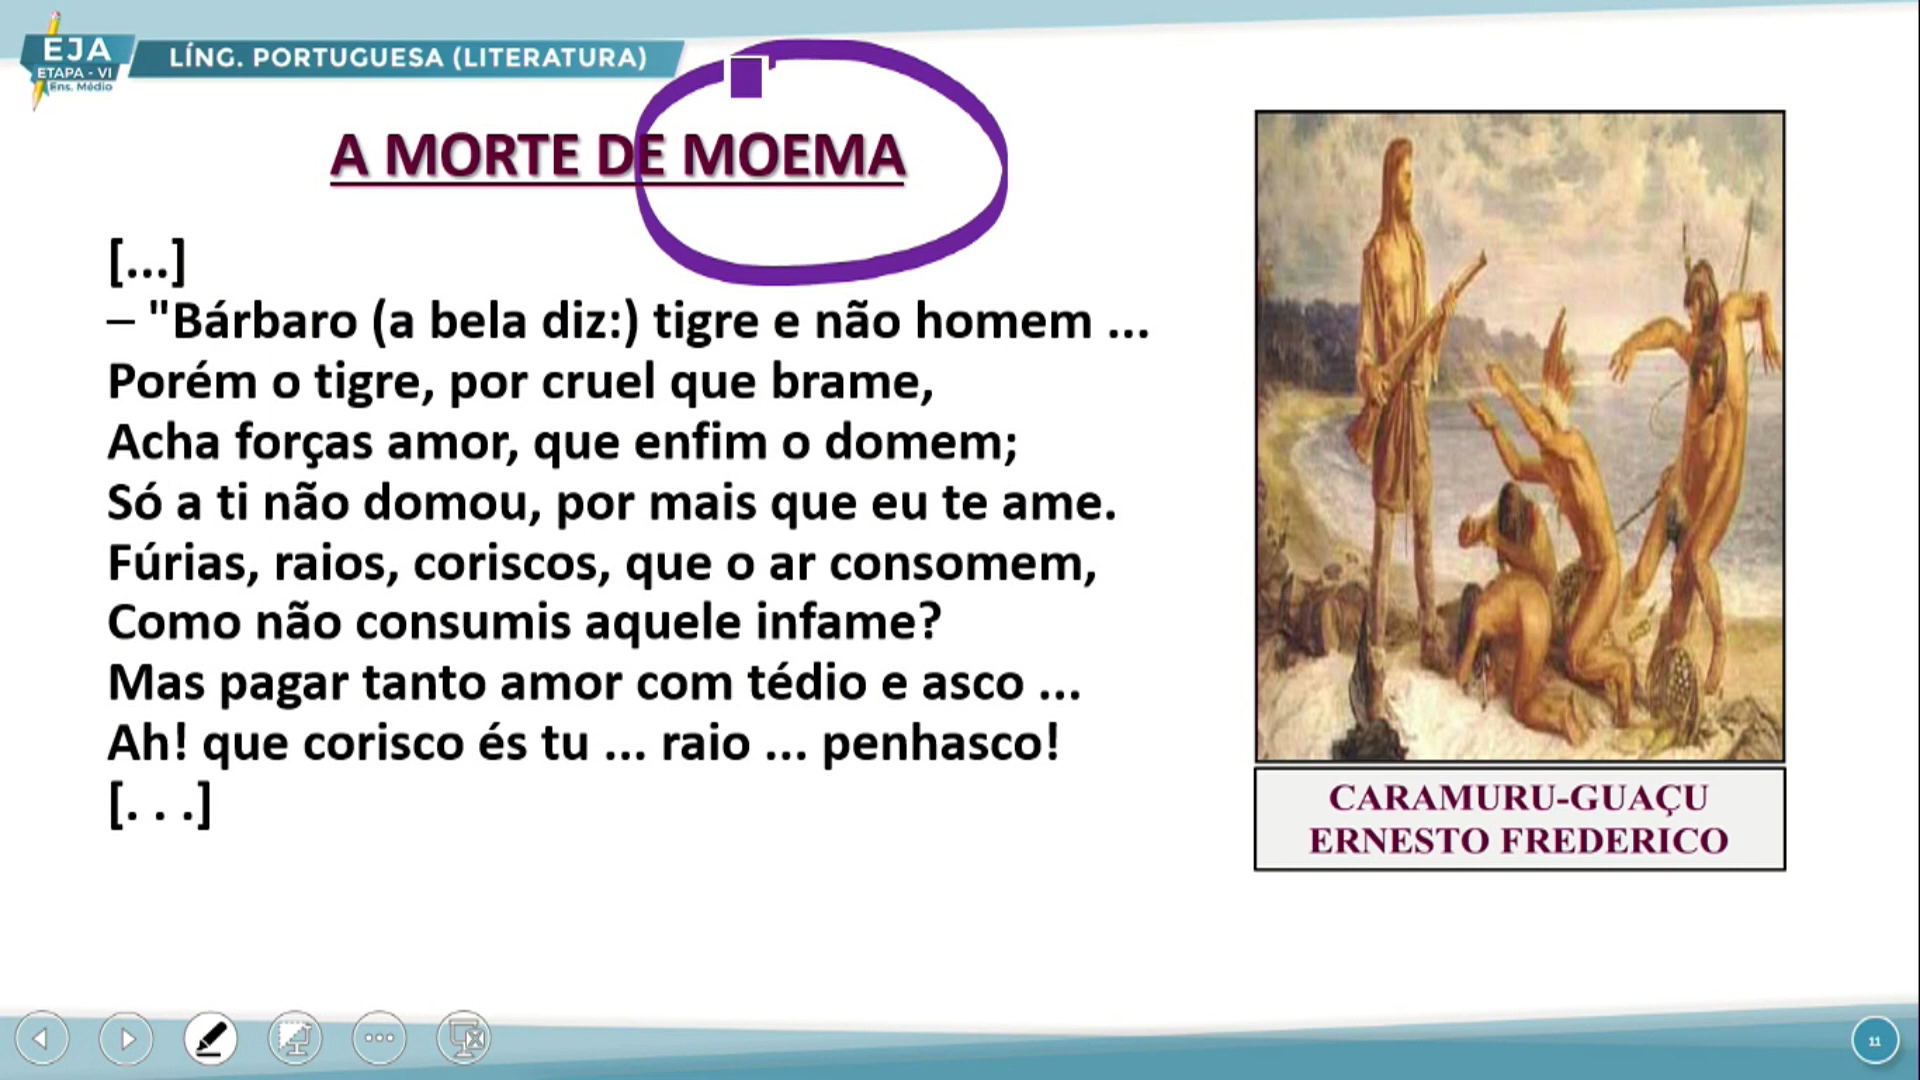 EJA
ETAPA - VI
Ens. Médio
LÍNG. PORTUGUESA (LITERATURA)
A MORTE DE MOEMA
[...]
– "Bárbaro (a bela diz:) tigre e não homem ...
Porém o tigre, por cruel que brame,
Acha forças amor, que enfim o domem;
Só a ti não domou, por mais que eu te ame.
Fúrias, raios, coriscos, que o ar consomem,
Como não consumis aquele infame?
Mas pagar tanto amor com tédio e asco ...
Ah! que corisco és tu ... raio ... penhasco!
[. . .]
CARAMURU-GUAÇU
ERNESTO FREDERICO
11